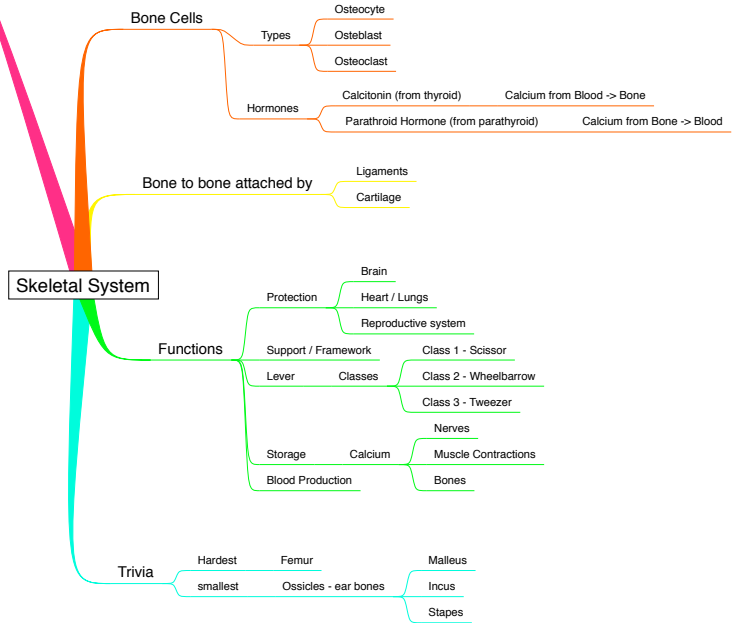 Bone Cells
Types
Osteocyte
Osteblast
Osteoclast
Hormones
Calcitonin (from thyroid)
Calcium from Blood -> Bone
Parathroid Hormone (from parathyroid)
Calcium from Bone -> Blood
Bone to bone attached by
Ligaments
Cartilage
Skeletal System
Functions
Protection
Brain
Heart / Lungs
Reproductive system
Support / Framework
Lever
Classes
Class 1 - Scissor
Class 2 - Wheelbarrow
Class 3 - Tweezer
Storage
Calcium
Nerves
Muscle Contractions
Bones
Blood Production
Trivia
Hardest
Femur
smallest
Ossicles - ear bones
Malleus
Incus
Stapes